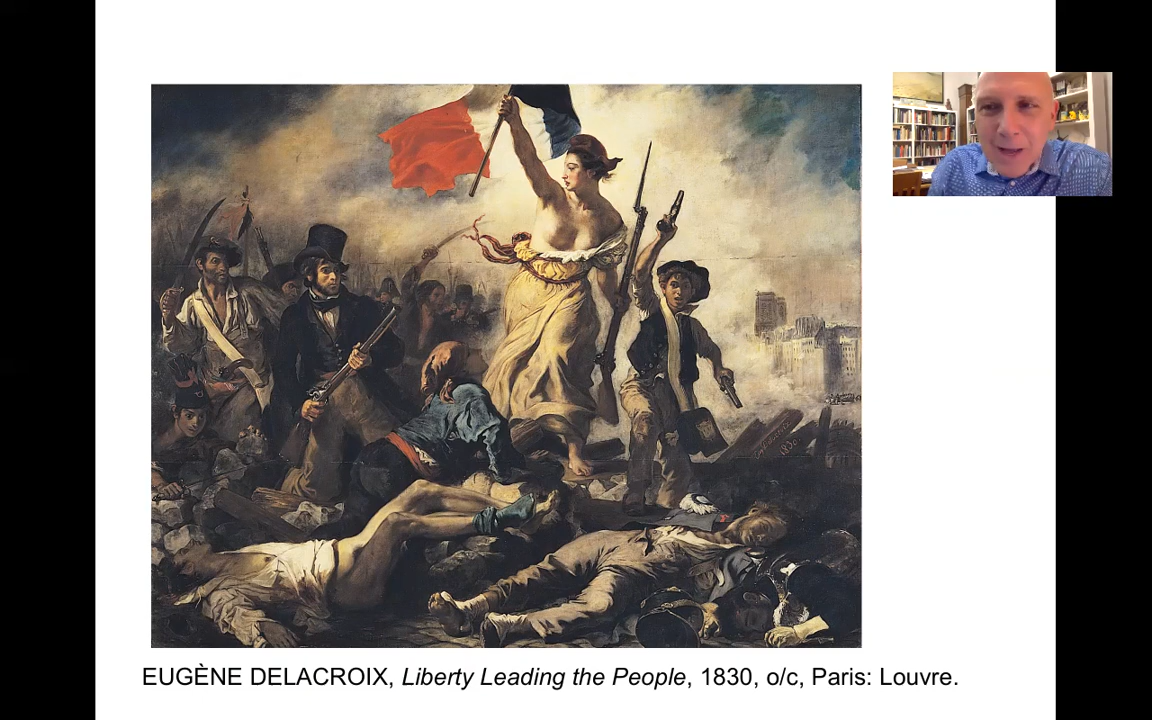 EUGÈNE DELACROIX, Liberty Leading the People, 1830, o/c, Paris: Louvre.